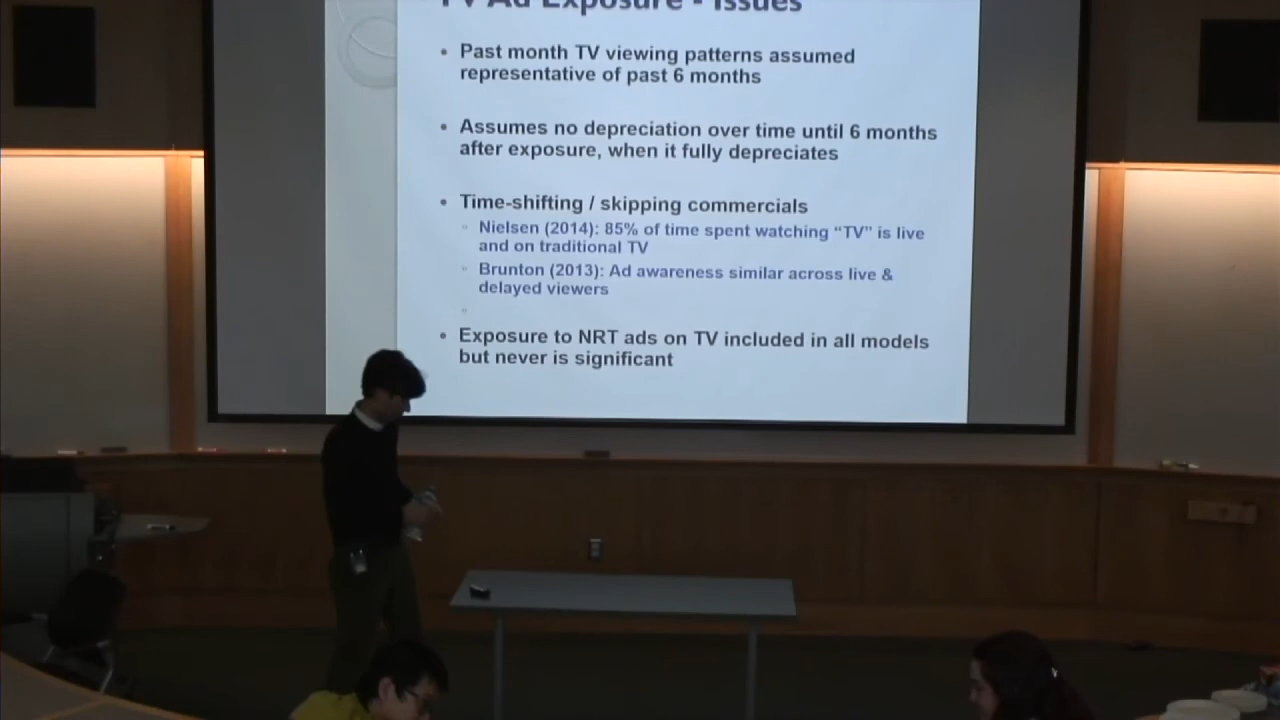 TV Ad Exposure - Issues
• Past month TV viewing patterns assumed
representative of past 6 months
• Assumes no depreciation over time until 6 months
after exposure, when it fully depreciates
• Time-shifting / skipping commercials
Nielsen (2014): 85% of time spent watching “TV” is live
and on traditional TV
Brunton (2013): Ad awareness similar across live &
delayed viewers
• Exposure to NRT ads on TV included in all models
but never is significant